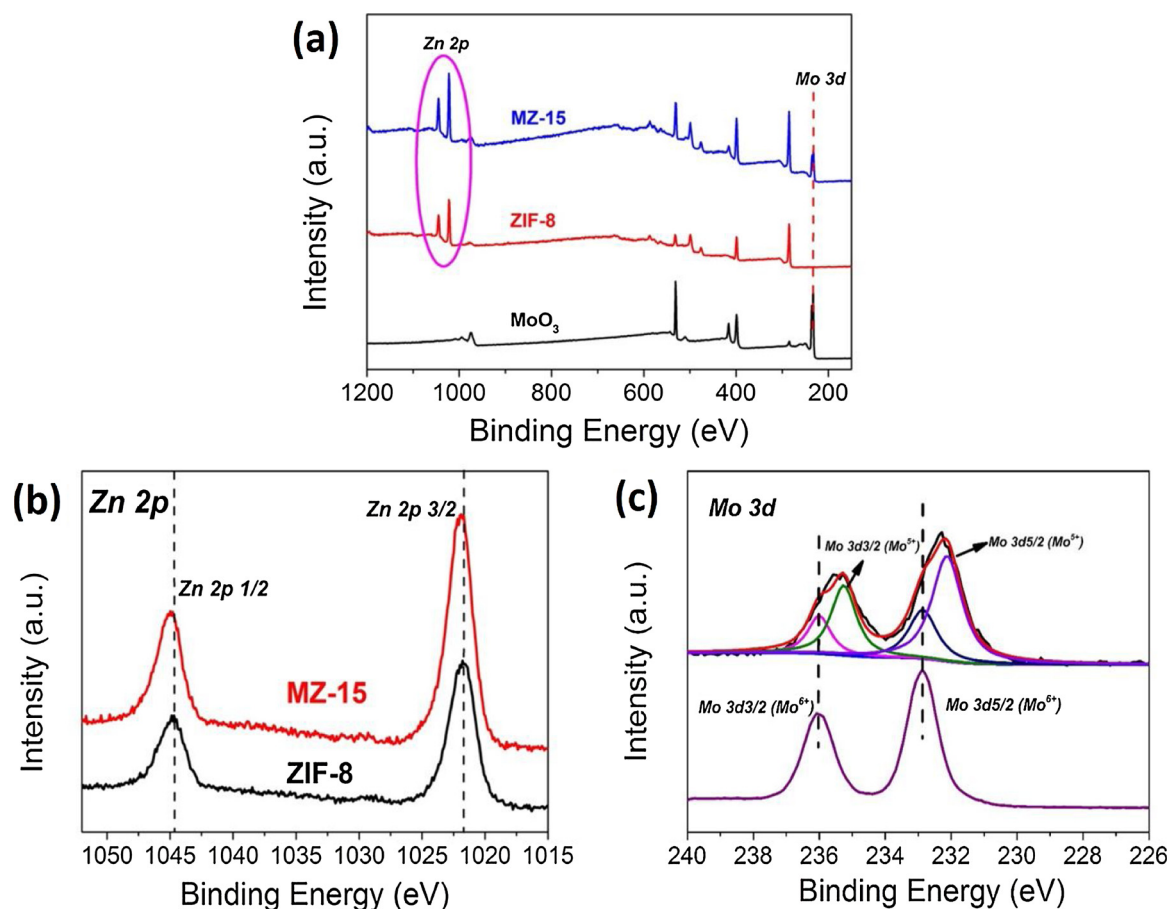 (a)
Zn 2p
Mo 3d
MZ-15
ZIF-8
MoO₃
Intensity (a.u.)
1200 1000 800 600 400 200
Binding Energy (eV)
(b)
Zn 2p
Zn 2p 3/2
Zn 2p 1/2
MZ-15
ZIF-8
Intensity (a.u.)
1050 1045 1040 1035 1030 1025 1020 1015
Binding Energy (eV)
(c)
Mo 3d
Mo 3d3/2 (Mo⁵⁺)
Mo 3d5/2 (Mo⁵⁺)
Mo 3d3/2 (Mo⁶⁺)
Mo 3d5/2 (Mo⁶⁺)
Intensity (a.u.)
240 238 236 234 232 230 228 226
Binding Energy (eV)